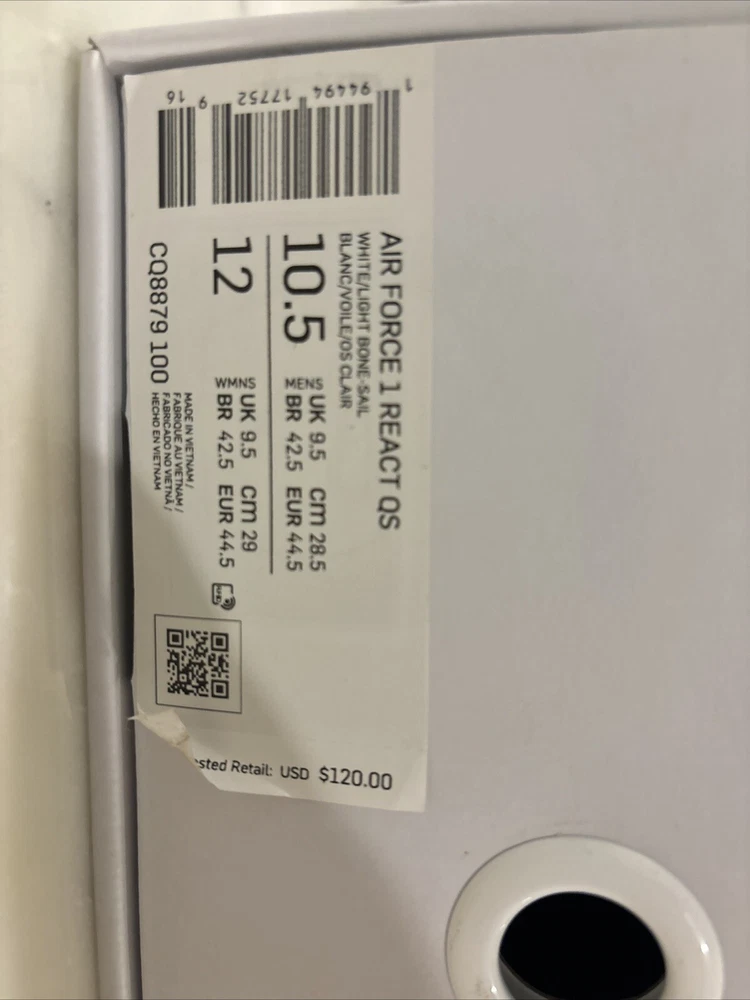 AIR FORCE 1 REACT QS
WHITE/LIGHT BONE-SAIL
BLANC/VOILE/OS CLAIR
10.5 MENS UK 9.5 cm 28.5
BR 42.5 EUR 44.5
12 WMNS UK 9.5 cm 29
BR 42.5 EUR 44.5
CQ8879 100
MADE IN VIETNAM /
FABRIQUE AU VIETNAM /
FABRICADO NO VIETNÃ /
HECHO EN VIETNAM
1 94494 17752 9 16
RFID
Retail: USD $120.00